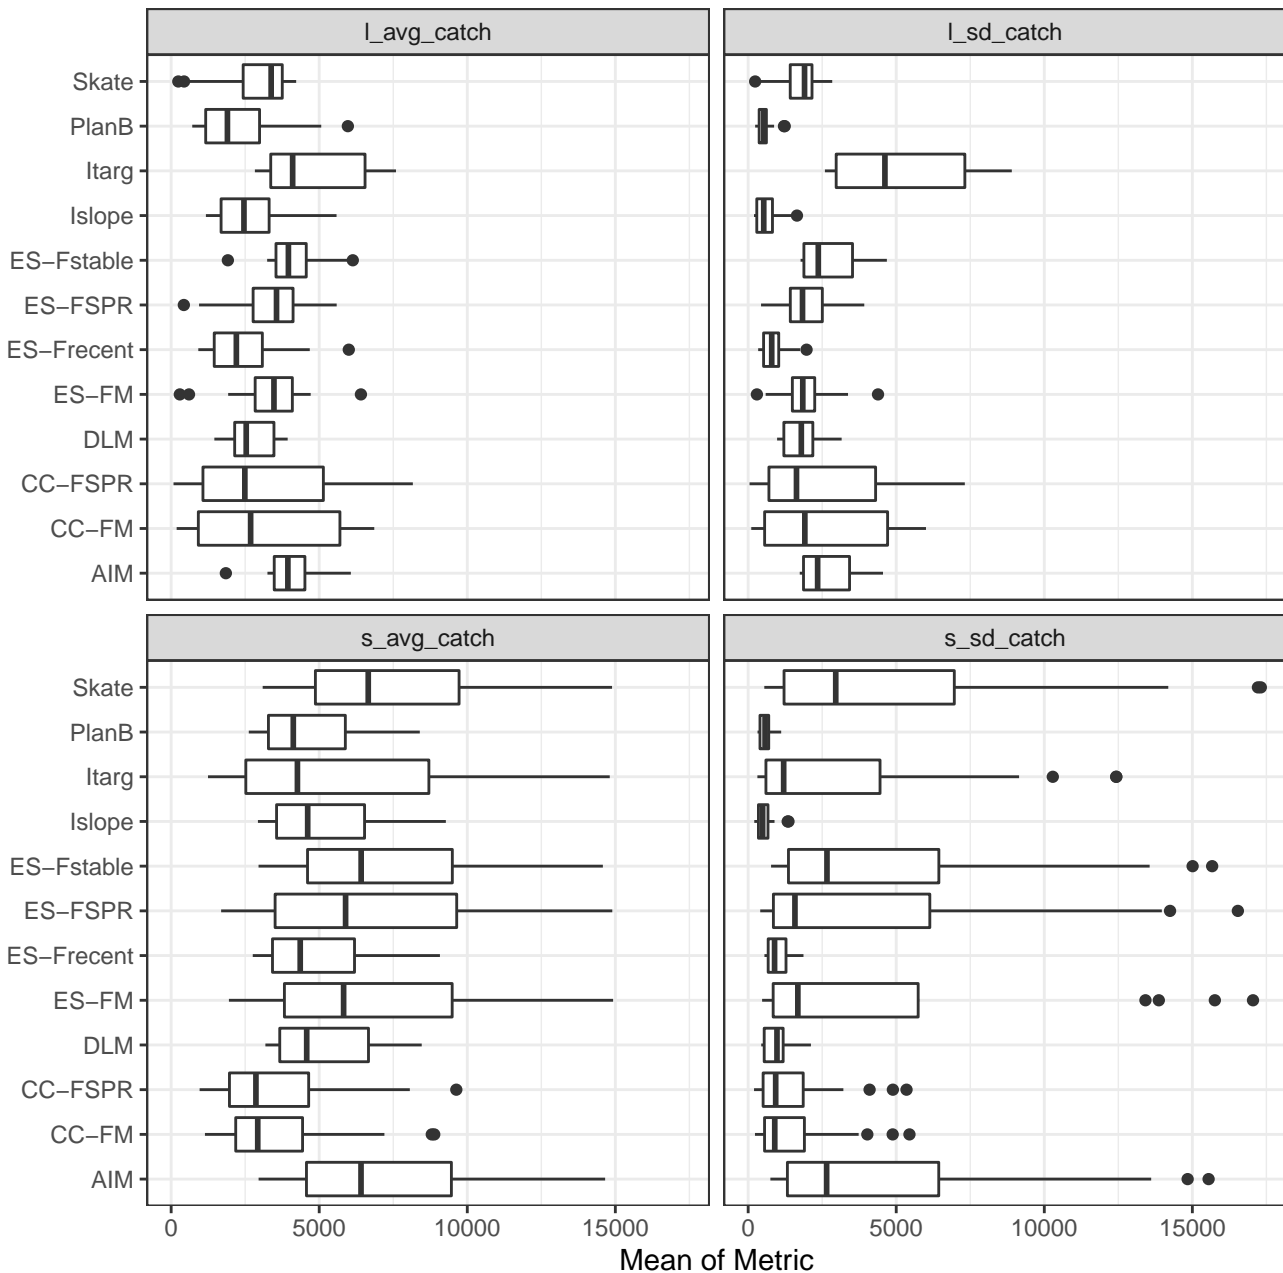 l_avg_catch
l_sd_catch
Skate
PlanB
Itarg
Islope
ES−Fstable
ES−FSPR
ES−Frecent
ES−FM
DLM
CC−FSPR
CC−FM
AIM
s_avg_catch
s_sd_catch
Skate
PlanB
Itarg
Islope
ES−Fstable
ES−FSPR
ES−Frecent
ES−FM
DLM
CC−FSPR
CC−FM
AIM
0 5000 10000 15000 0 5000 10000 15000
Mean of Metric